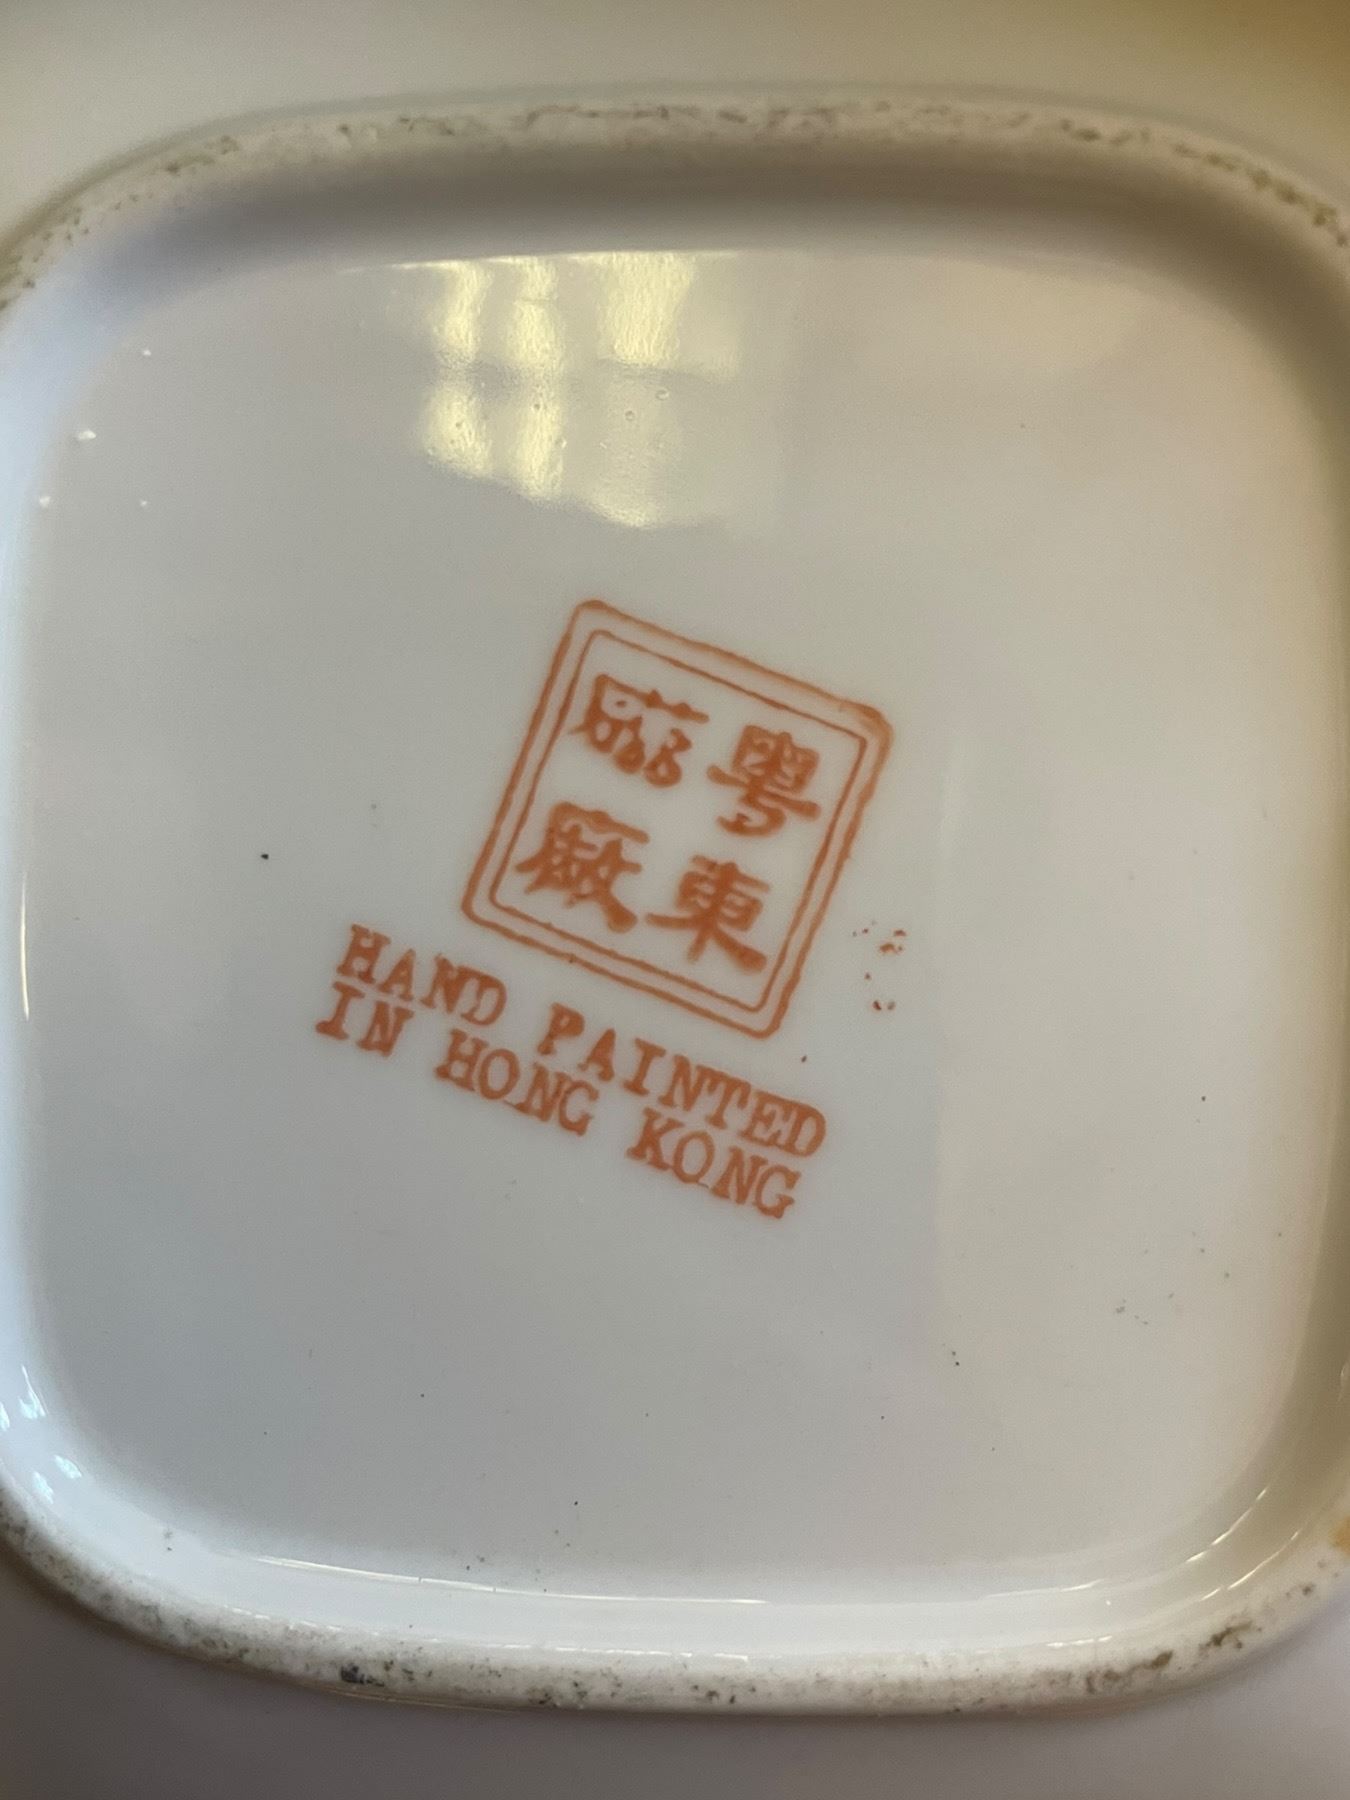 粵東
磁廠
HAND PAINTED
IN HONG KONG